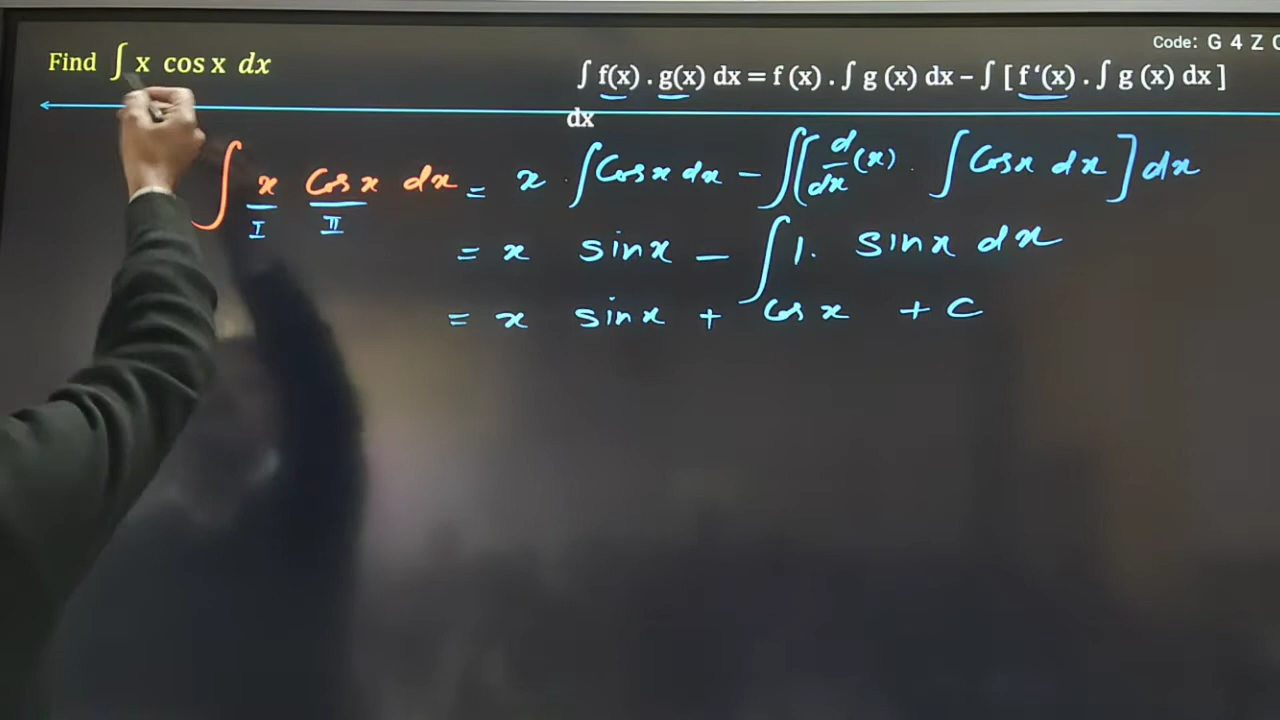 Code: G 4 Z
Find ∫ x cos x dx
∫ f(x) . g(x) dx = f (x) . ∫ g (x) dx – ∫ [ f ‘(x) . ∫ g (x) dx ]
dx
∫ x cos x dx = x . ∫ cos x dx – ∫[ d/dx (x) . ∫ cos x dx ] dx
I II
= x sin x – ∫ 1. sin x dx
= x sin x + cos x + c